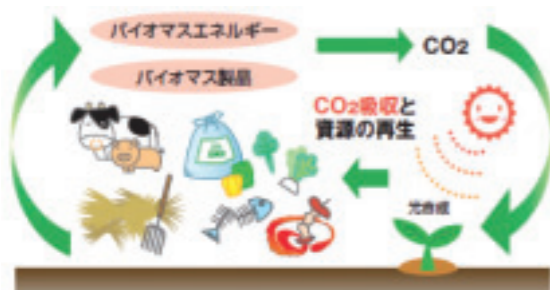 バイオマスエネルギー
CO2
バイオマス製品
CO2吸収と
資源の再生
光合成